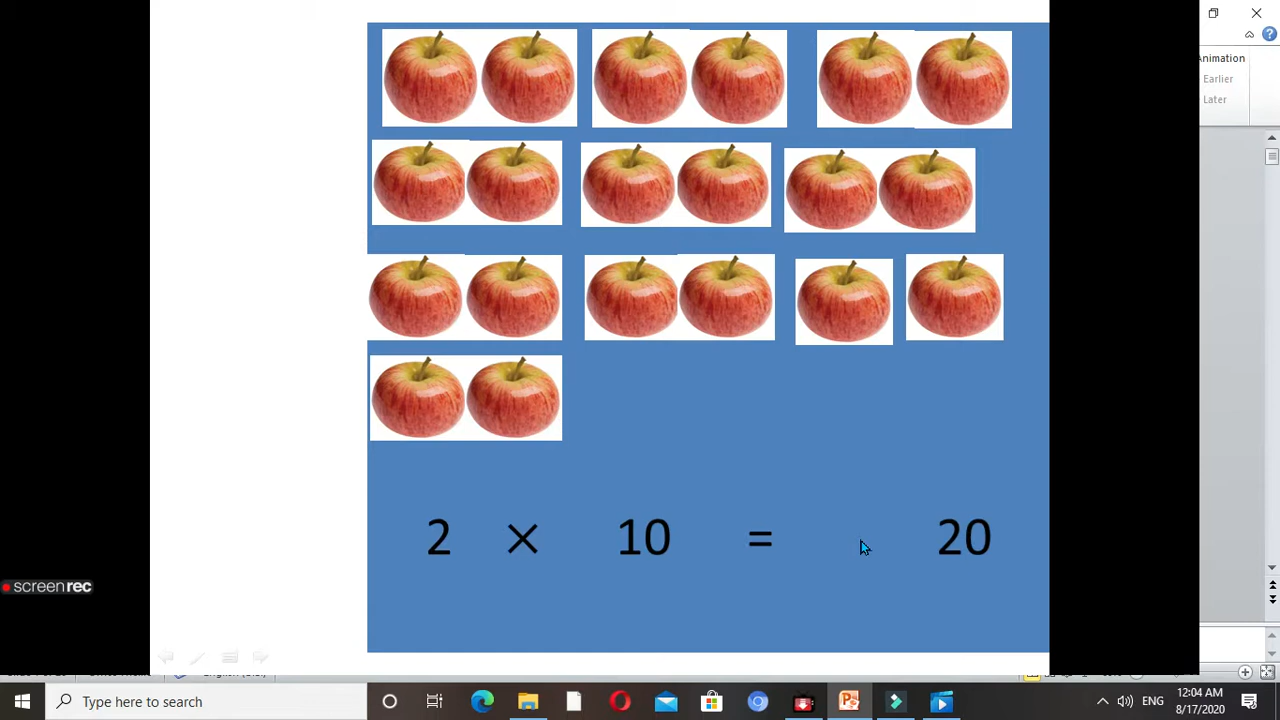 Animation
Earlier
Later
2 × 10 = 20
screenrec
Type here to search
ENG
12:04 AM
8/17/2020